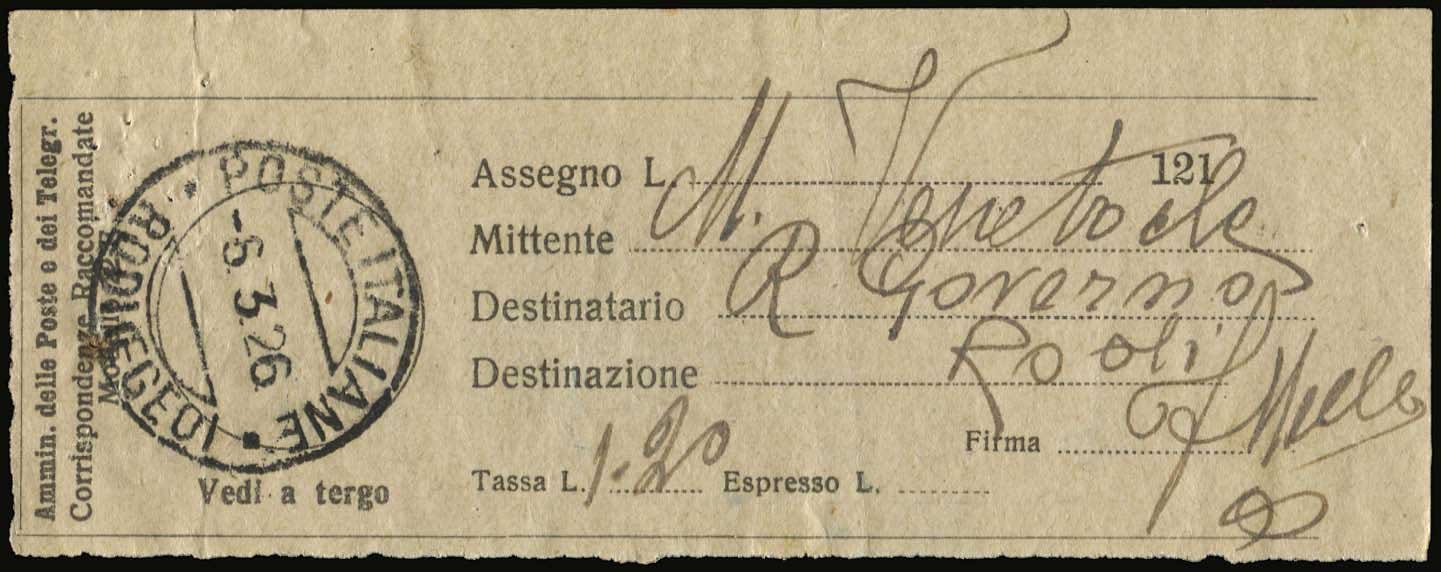 Ammin. delle Poste e dei Telegr.
Corrispondenze Raccomandate
POSTE ITALIANE
RODI EGEO 1
-6.3.26
Vedi a tergo
Assegno L. 121
Mittente M.
Destinatario R Governo
Destinazione Rodi
Firma
Tassa L. 1.20 Espresso L.